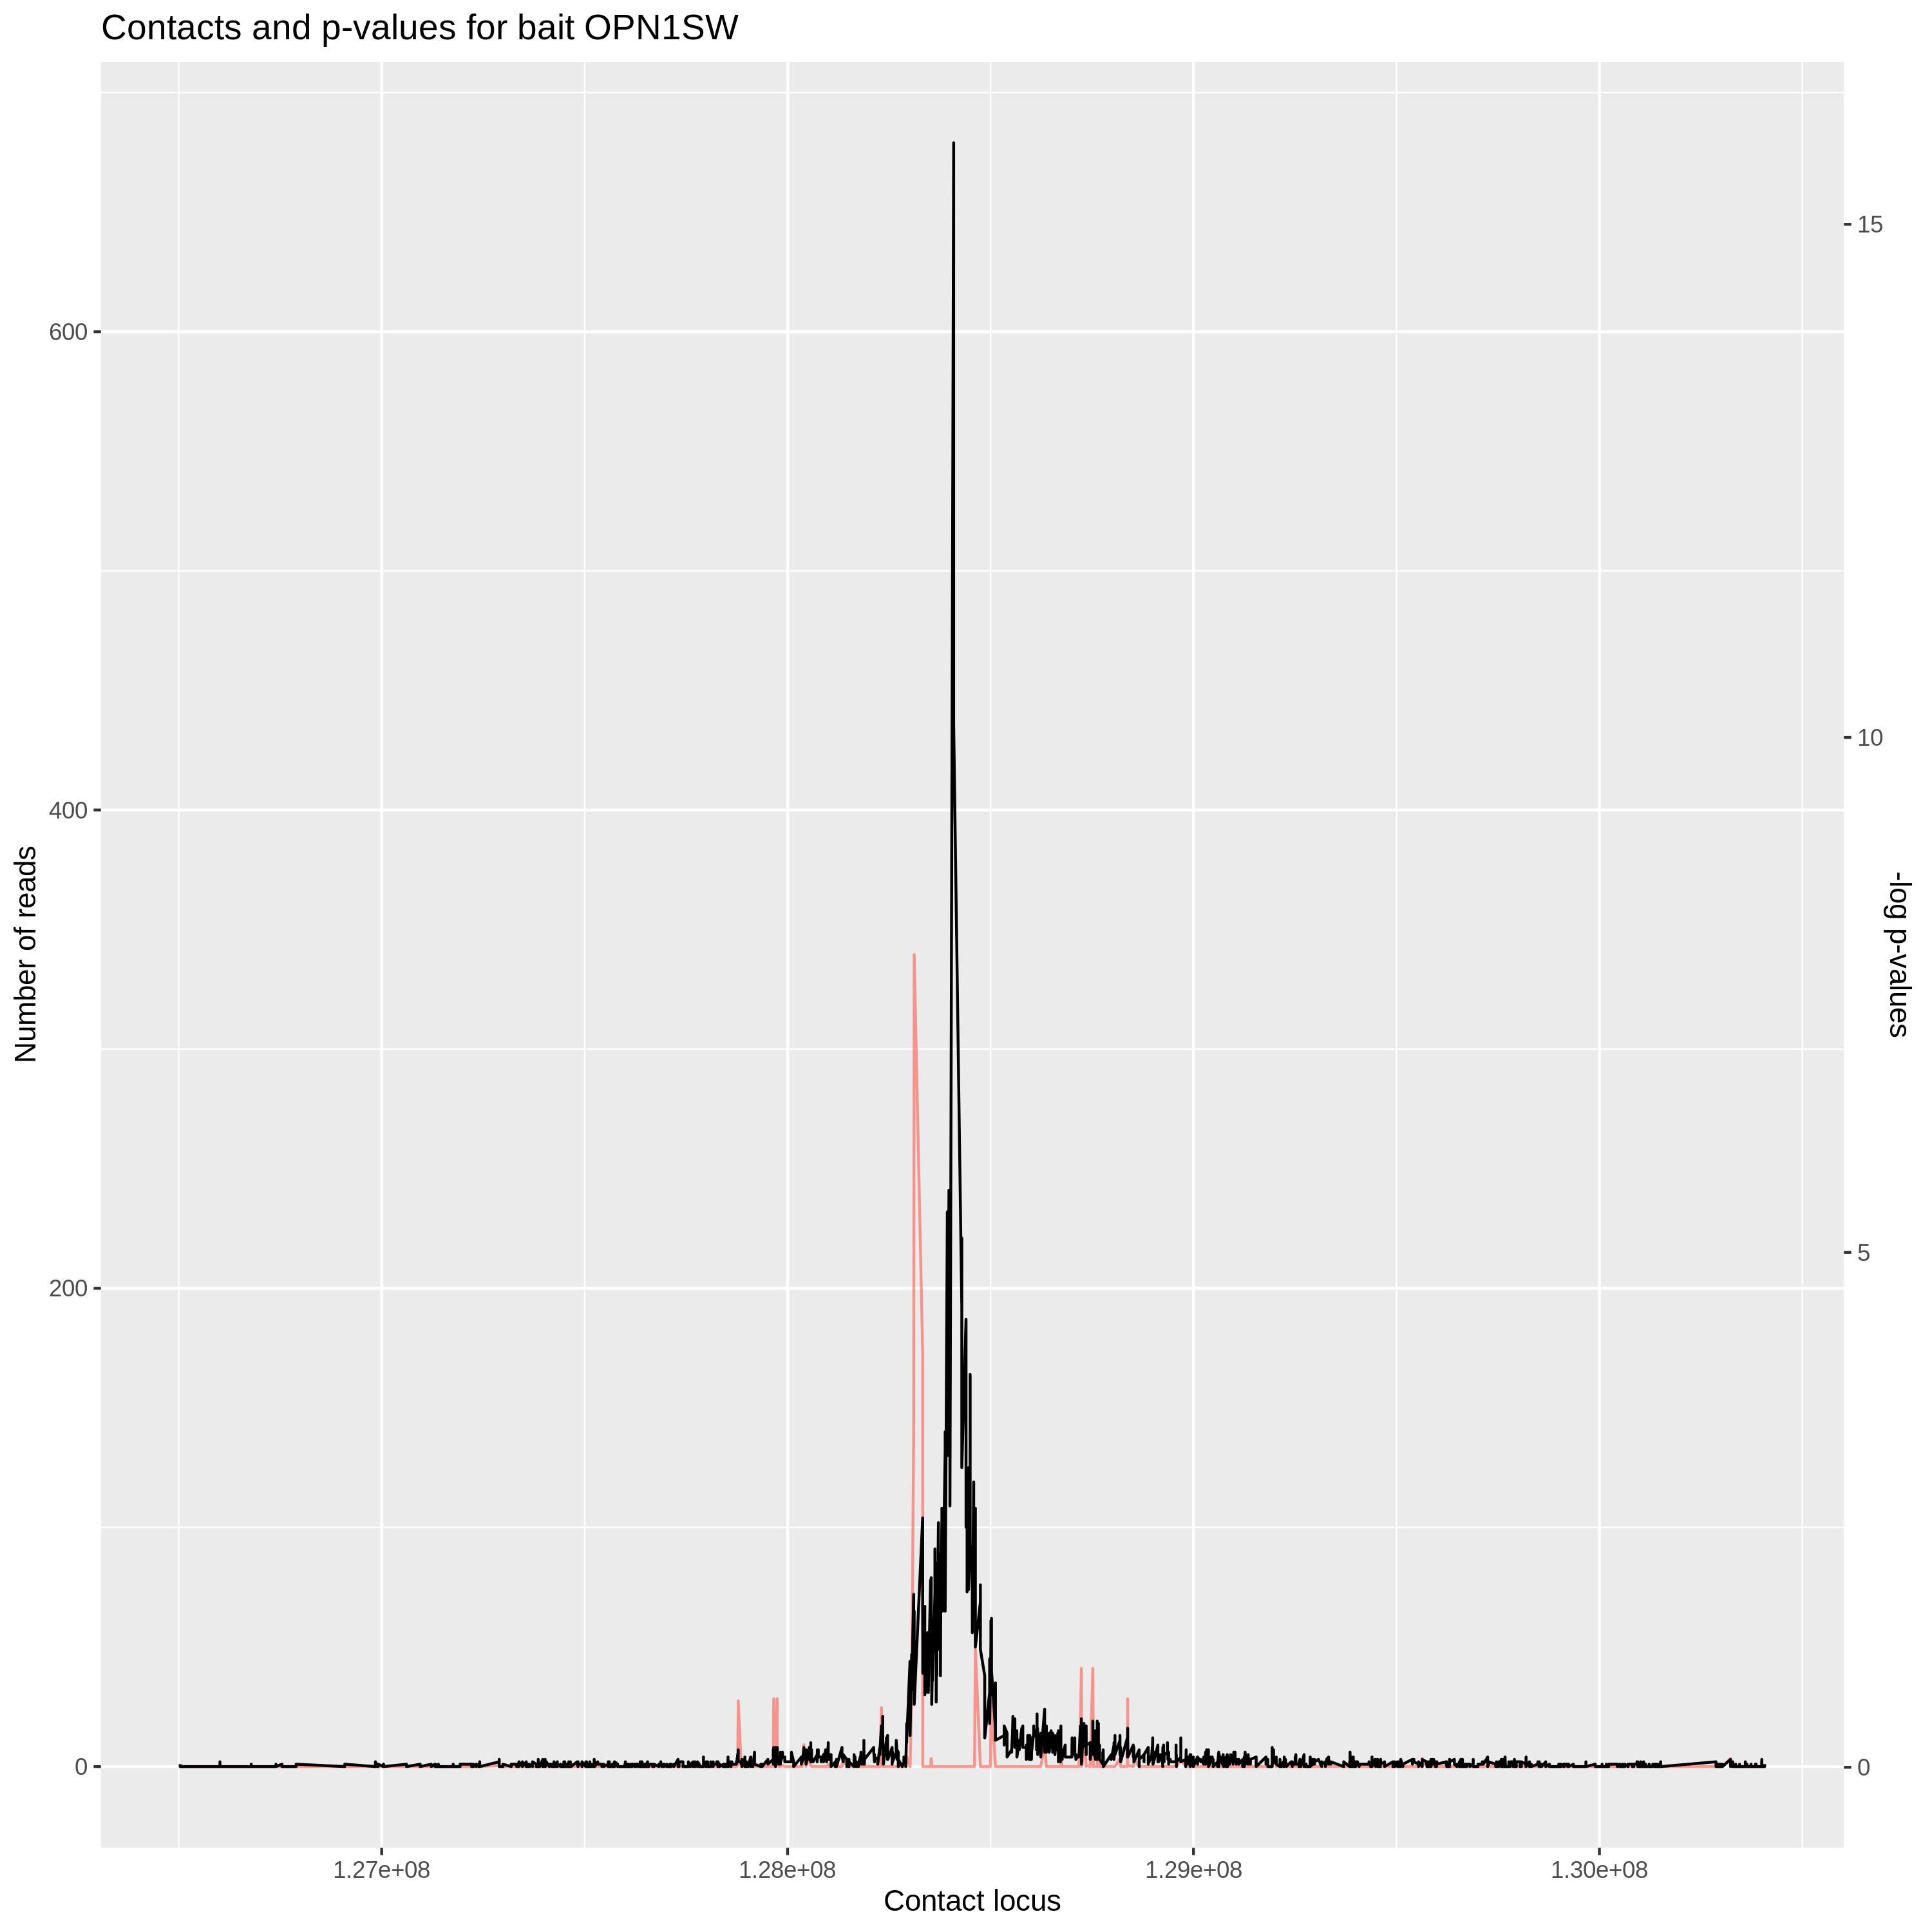 Contacts and p-values for bait OPN1SW
Number of reads
600
400
200
0
15
10
5
0
-log p-values
1.27e+08
1.28e+08
1.29e+08
1.30e+08
Contact locus